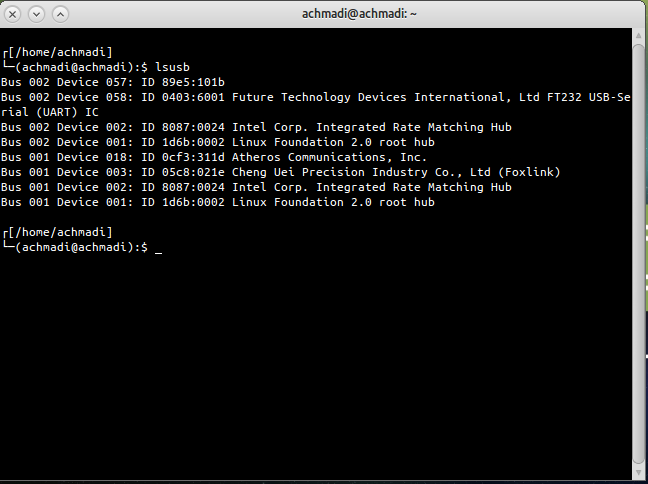 achmadi@achmadi: ~
┌[/home/achmadi]
└─(achmadi@achmadi):$ lsusb
Bus 002 Device 057: ID 89e5:101b
Bus 002 Device 058: ID 0403:6001 Future Technology Devices International, Ltd FT232 USB-Se
rial (UART) IC
Bus 002 Device 002: ID 8087:0024 Intel Corp. Integrated Rate Matching Hub
Bus 002 Device 001: ID 1d6b:0002 Linux Foundation 2.0 root hub
Bus 001 Device 018: ID 0cf3:311d Atheros Communications, Inc.
Bus 001 Device 003: ID 05c8:021e Cheng Uei Precision Industry Co., Ltd (Foxlink)
Bus 001 Device 002: ID 8087:0024 Intel Corp. Integrated Rate Matching Hub
Bus 001 Device 001: ID 1d6b:0002 Linux Foundation 2.0 root hub
┌[/home/achmadi]
└─(achmadi@achmadi):$ _